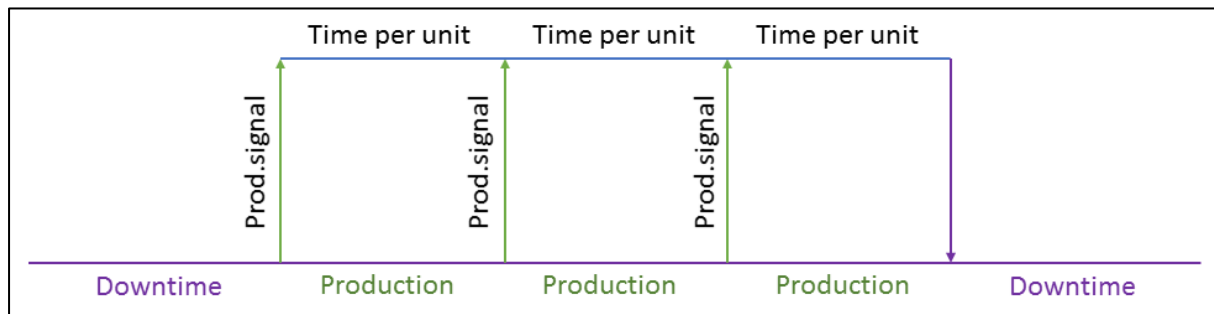 Time per unit Time per unit Time per unit
Prod.signal
Prod.signal
Prod.signal
Downtime Production Production Production Downtime